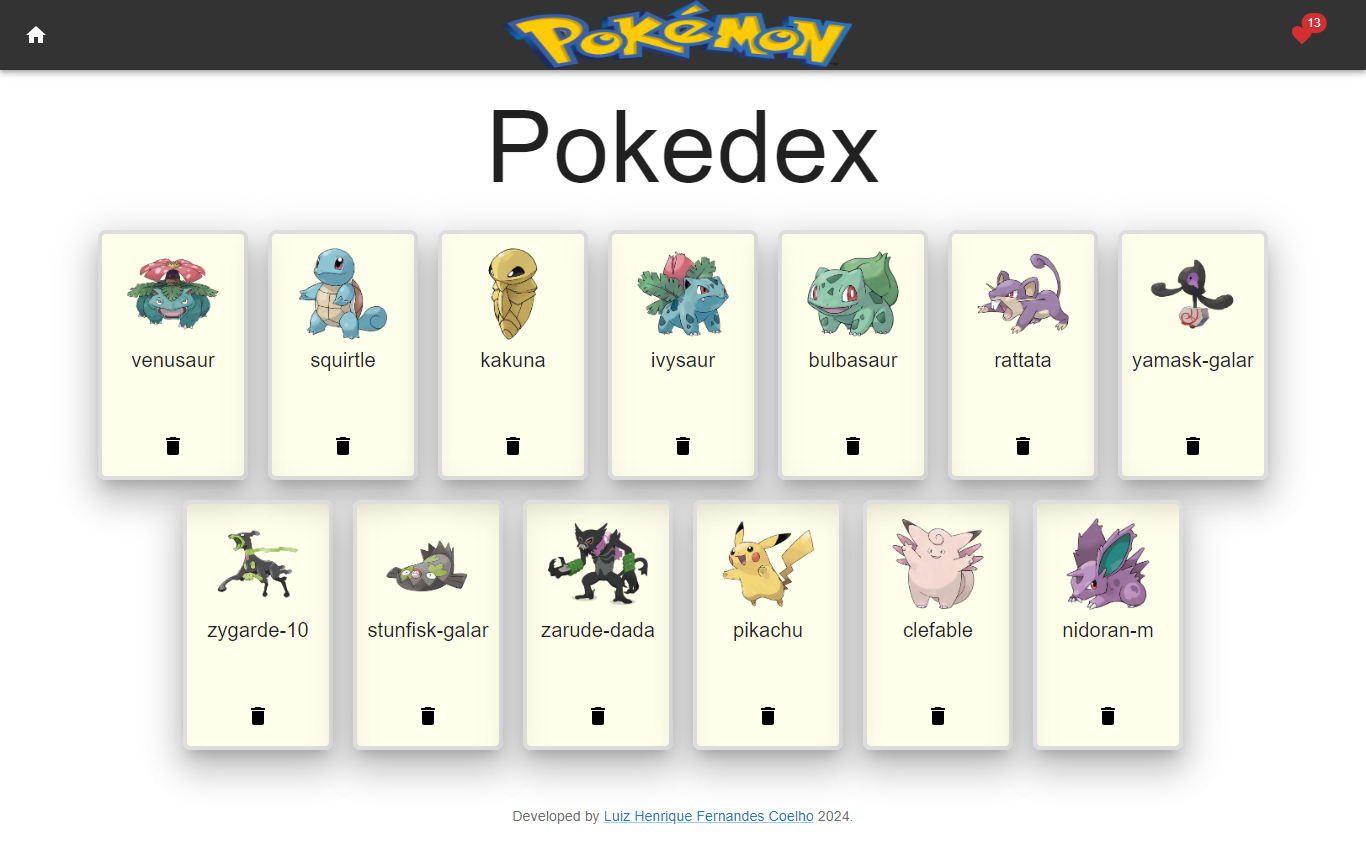 POKéMON
13
Pokedex
venusaur
squirtle
kakuna
ivysaur
bulbasaur
rattata
yamask-galar
zygarde-10
stunfisk-galar
zarude-dada
pikachu
clefable
nidoran-m
Developed by Luiz Henrique Fernandes Coelho 2024.